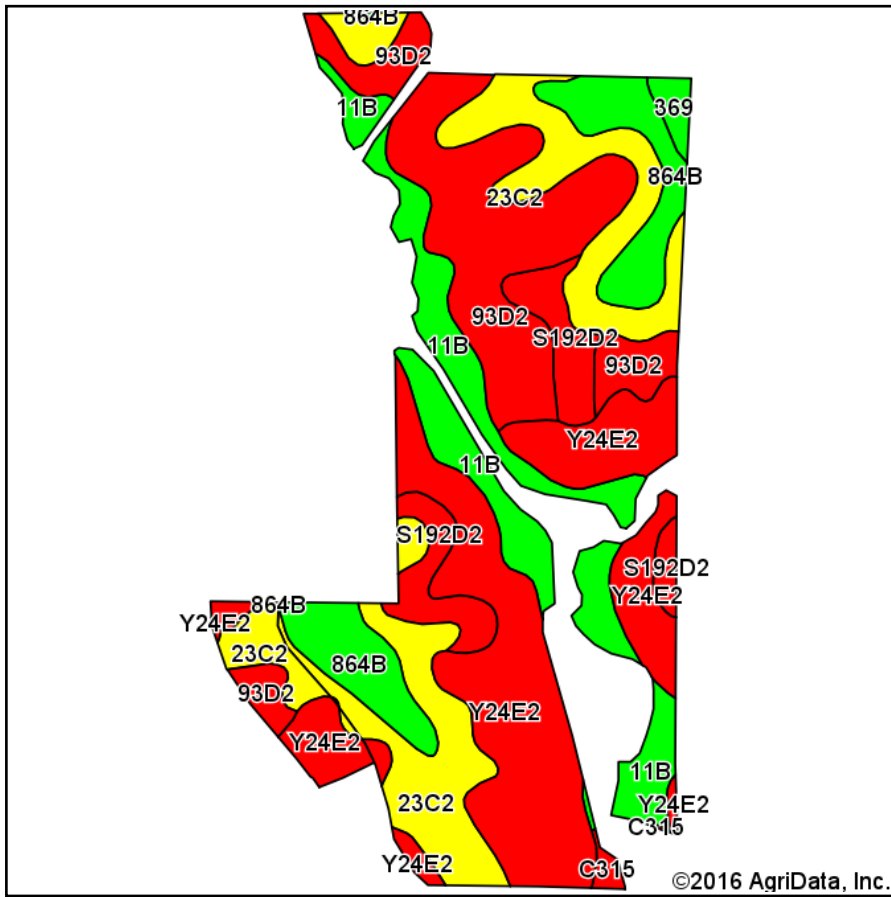 864B
93D2
11B
369
864B
23C2
93D2
S192D2
11B
93D2
Y24E2
11B
S192D2
S192D2
Y24E2
864B
Y24E2
23C2
864B
93D2
Y24E2
Y24E2
11B
23C2
Y24E2
C315
Y24E2
C315
©2016 AgriData, Inc.